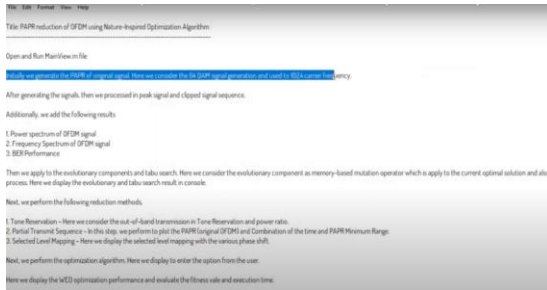 File Edit Format View Help
Title: PAPR reduction of OFDM using Nature-Inspired Optimization Algorithm
Open and Run MainView.m file
Initially we generate the PAPR of original signal. Here we consider the 64 QAM signal generation and used to 1024 carrier frequency.
After generating the signals, then we processed in peak signal and clipped signal sequence.
Additionally, we add the following results
1. Power spectrum of OFDM signal
2. Frequency Spectrum of OFDM signal
3. BER Performance
Then we apply to the evolutionary components and tabu search. Here we consider the evolutionary component as memory-based mutation operator which is apply to the current optimal solution and also
process. Here we display the evolutionary and tabu search result in console.
Next, we perform the following reduction methods.
1. Tone Reservation - Here we consider the out-of-band transmission in Tone Reservation and power ratio.
2. Partial Transmit Sequence - In this step, we perform to plot the PAPR (original OFDM) and Combination of the time and PAPR Minimum Range.
3. Selected Level Mapping - Here we display the selected level mapping with the various phase shift.
Next, we perform the optimization algorithm. Here we display to enter the option from the user.
Here we display the WEO optimization performance and evaluate the fitness vale and execution time.